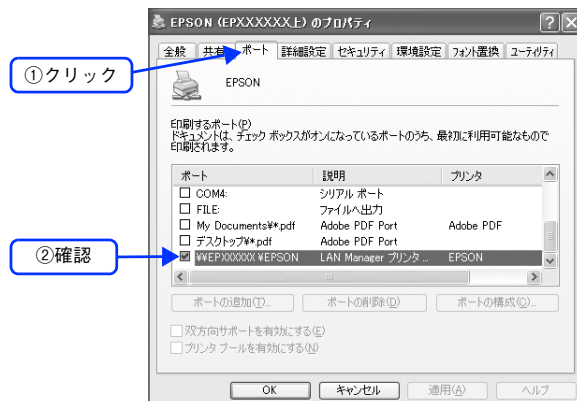 EPSON (EPXXXXXX上) のプロパティ
全般 共有 ポート 詳細設定 セキュリティ 環境設定 フォント置換 ユーティリティ
①クリック
EPSON
印刷するポート(P)
ドキュメントは、チェック ボックスがオンになっているポートのうち、最初に利用可能なもので
印刷されます。
ポート 説明 プリンタ
COM4: シリアル ポート
FILE: ファイルへ出力
My Documents¥*.pdf Adobe PDF Port Adobe PDF
デスクトップ¥*.pdf Adobe PDF Port
②確認
¥¥EPXXXXXX¥EPSON LAN Manager プリンタ ... EPSON
ポートの追加(T)... ポートの削除(D) ポートの構成(C)...
双方向サポートを有効にする(E)
プリンタ プールを有効にする(N)
OK キャンセル 適用(A) ヘルプ